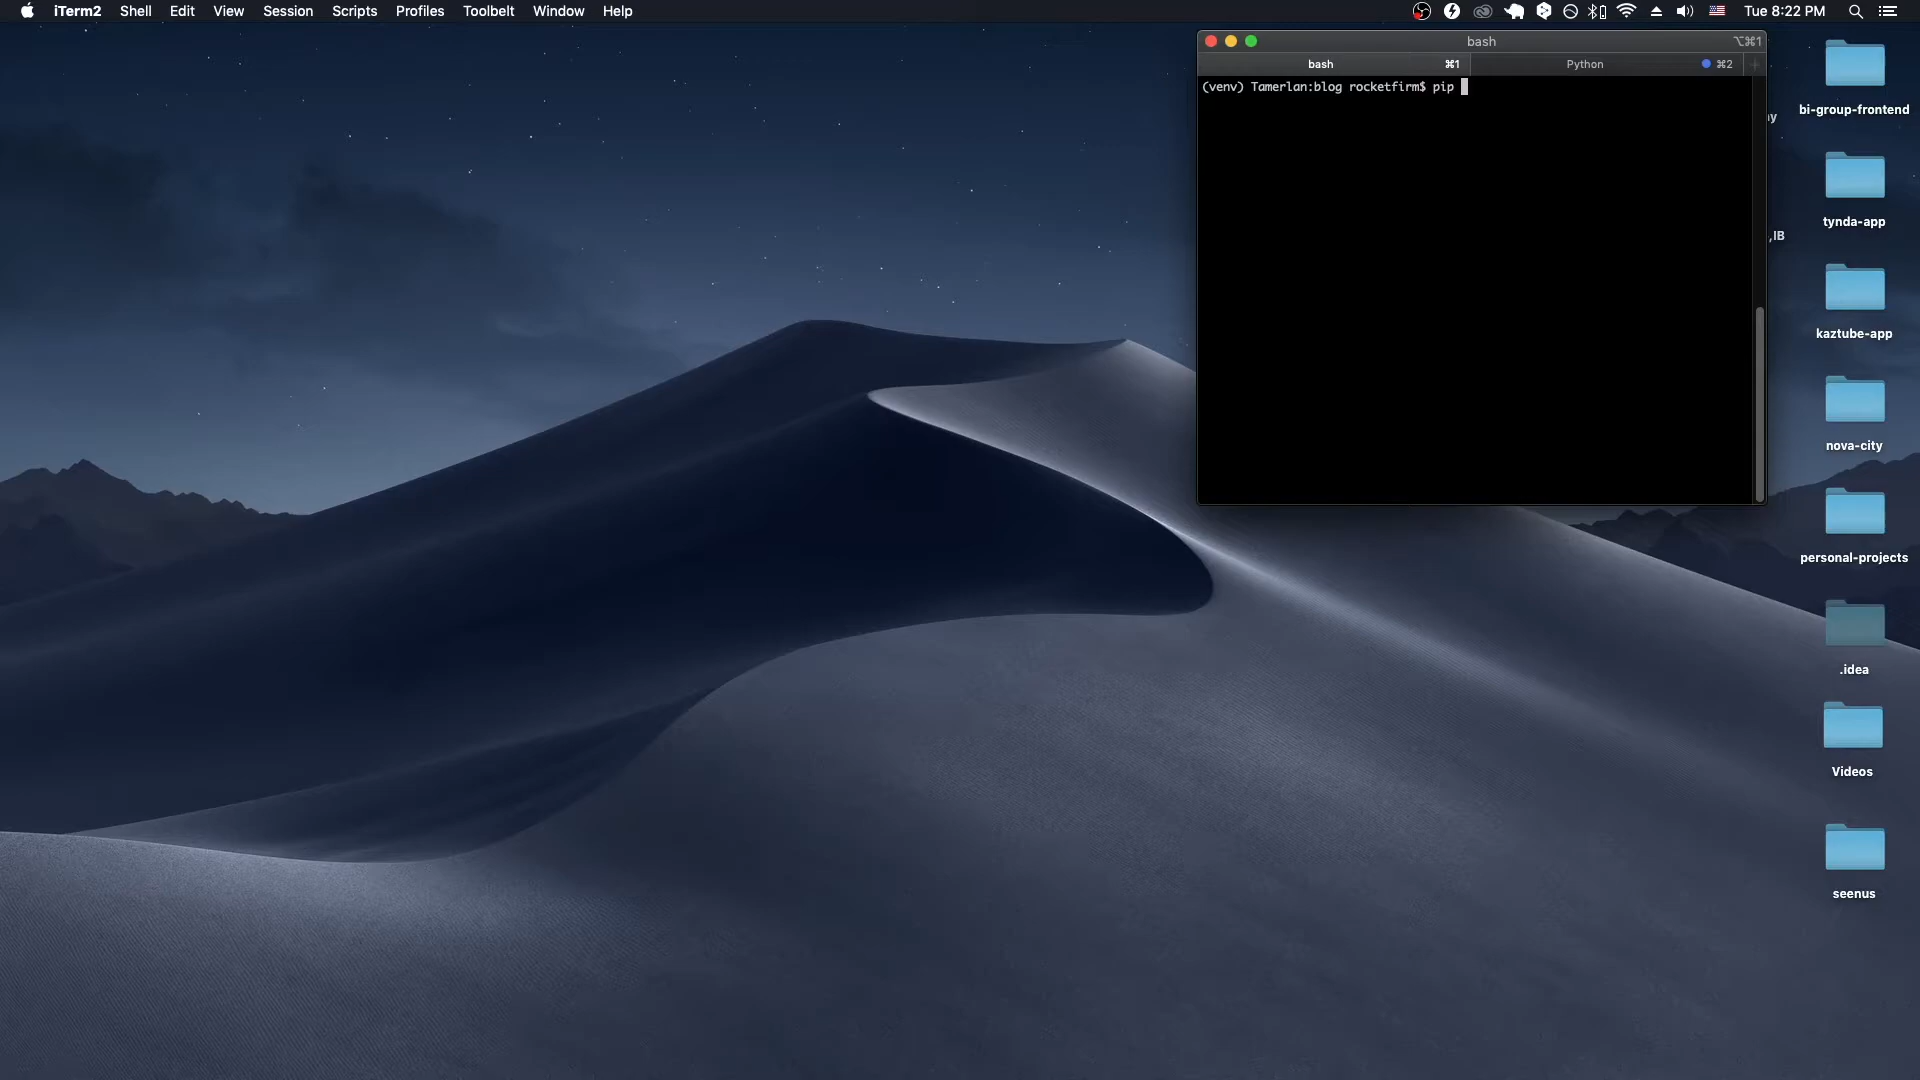 iTerm2 Shell Edit View Session Scripts Profiles Toolbelt Window Help Tue 8:22 PM
bash ⌥⌘1
bash ⌘1 Python ⌘2
(venv) Tamerlan:blog rocketfirm$ pip
bi-group-frontend
tynda-app
,IB
kaztube-app
nova-city
personal-projects
.idea
Videos
seenus